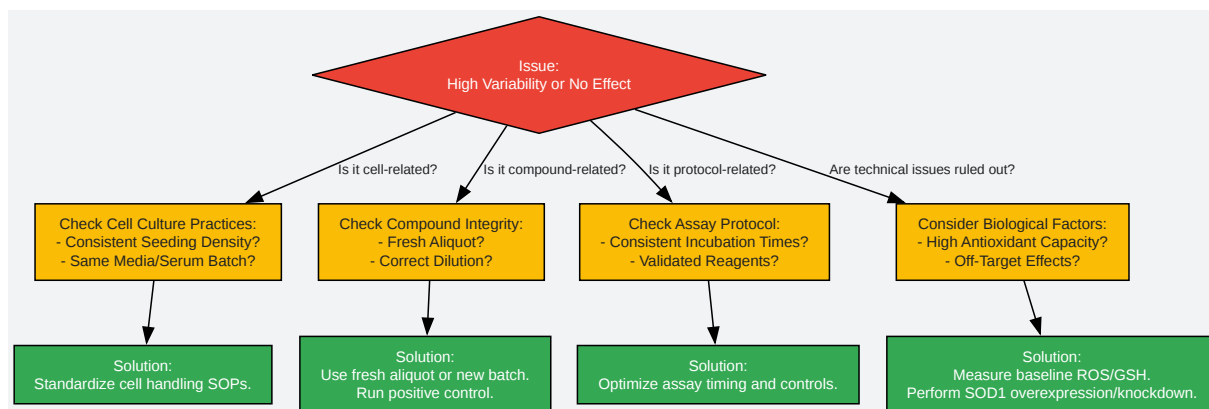 Issue:
High Variability or No Effect
Is it cell-related?
Is it compound-related?
Is it protocol-related?
Are technical issues ruled out?
Check Cell Culture Practices:
- Consistent Seeding Density?
- Same Media/Serum Batch?
Check Compound Integrity:
- Fresh Aliquot?
- Correct Dilution?
Check Assay Protocol:
- Consistent Incubation Times?
- Validated Reagents?
Consider Biological Factors:
- High Antioxidant Capacity?
- Off-Target Effects?
Solution:
Standardize cell handling SOPs.
Solution:
Use fresh aliquot or new batch.
Run positive control.
Solution:
Optimize assay timing and controls.
Solution:
Measure baseline ROS/GSH.
Perform SOD1 overexpression/knockdown.